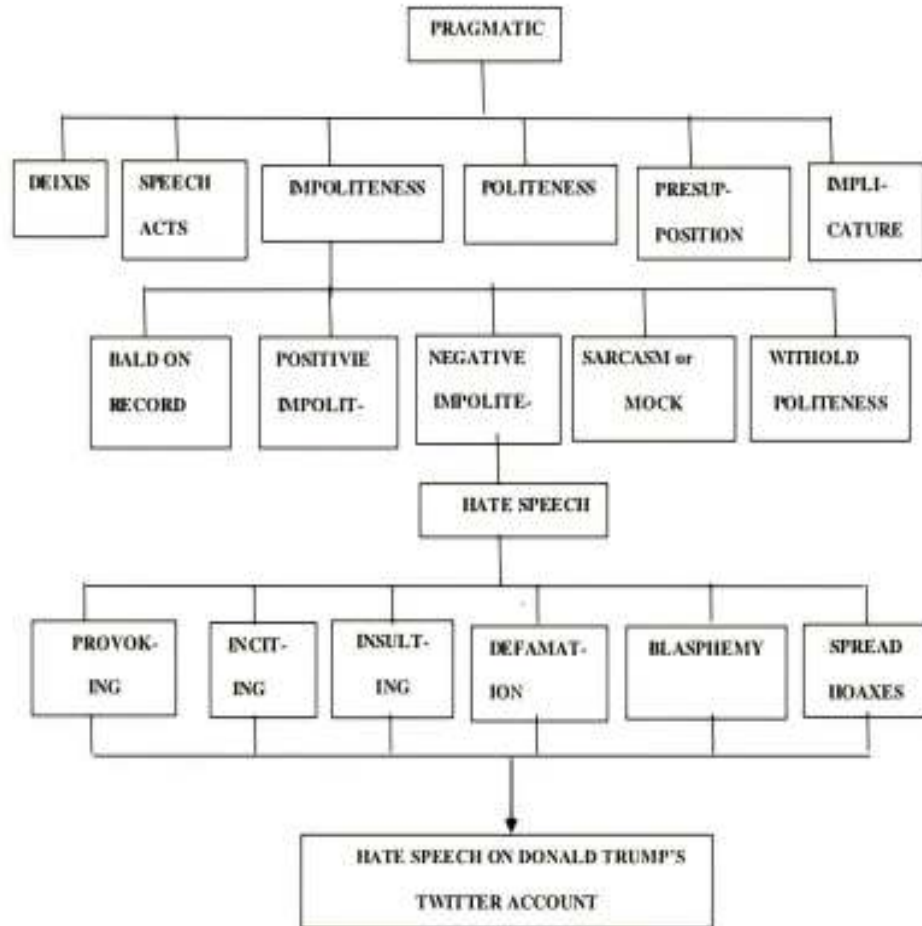 PRAGMATIC
DEIXIS
SPEECH
ACTS
IMPOLITENESS
POLITENESS
PRESUP-
POSITION
IMPLI-
CATURE
BALD ON
RECORD
POSITIVIE
IMPOLIT-
NEGATIVE
IMPOLITE-
SARCASM or
MOCK
WITHOLD
POLITENESS
HATE SPEECH
PROVOK-
ING
INCIT-
ING
INSULT-
ING
DEFAMAT-
ION
BLASPHEMY
SPREAD
HOAXES
HATE SPEECH ON DONALD TRUMP'S
TWITTER ACCOUNT